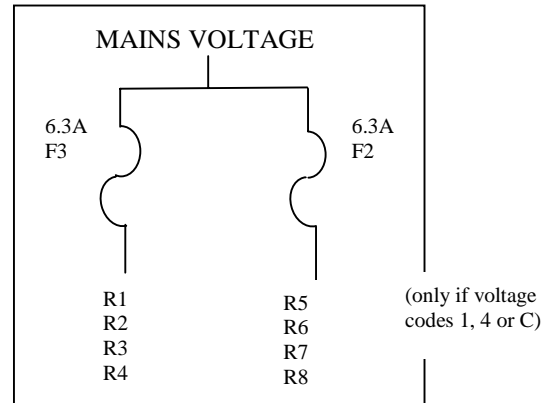 MAINS VOLTAGE
6.3A
F3
6.3A
F2
R1
R2
R3
R4
R5
R6
R7
R8
(only if voltage
codes 1, 4 or C)